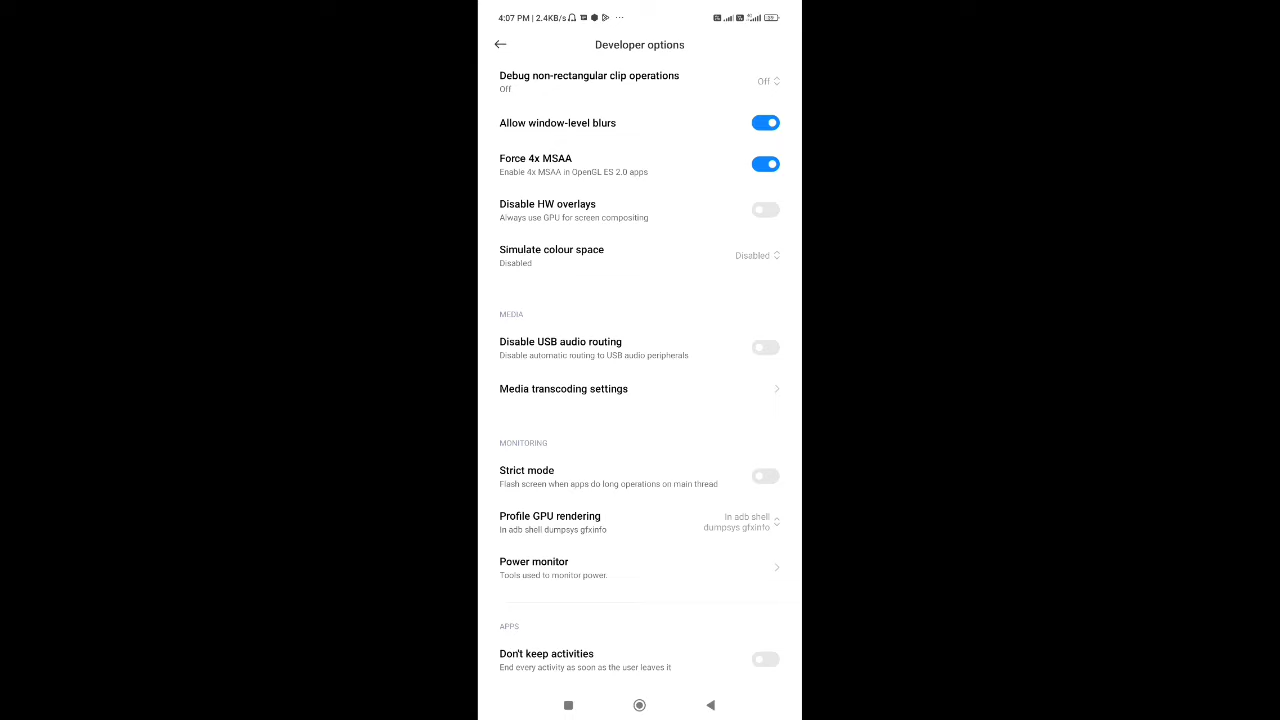 4:07 PM | 2.4KB/s
Developer options
Debug non-rectangular clip operations
Off
Off
Allow window-level blurs
Force 4x MSAA
Enable 4x MSAA in OpenGL ES 2.0 apps
Disable HW overlays
Always use GPU for screen compositing
Simulate colour space
Disabled
Disabled
MEDIA
Disable USB audio routing
Disable automatic routing to USB audio peripherals
Media transcoding settings
MONITORING
Strict mode
Flash screen when apps do long operations on main thread
Profile GPU rendering
In adb shell dumpsys gfxinfo
In adb shell
dumpsys gfxinfo
Power monitor
Tools used to monitor power.
APPS
Don't keep activities
End every activity as soon as the user leaves it